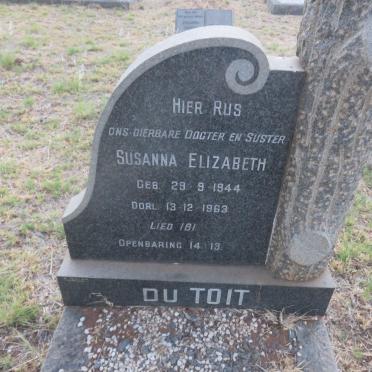 HIER RUS
ONS DIERBARE DOGTER EN SUSTER
SUSANNA ELIZABETH
GEB. 29·9·1944
OORL. 13·12·1963
LIED 181
OPENBARING 14:13.
DU TOIT